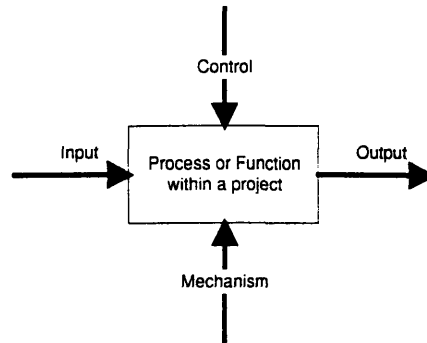 Control
Input
Process or Function
within a project
Output
Mechanism